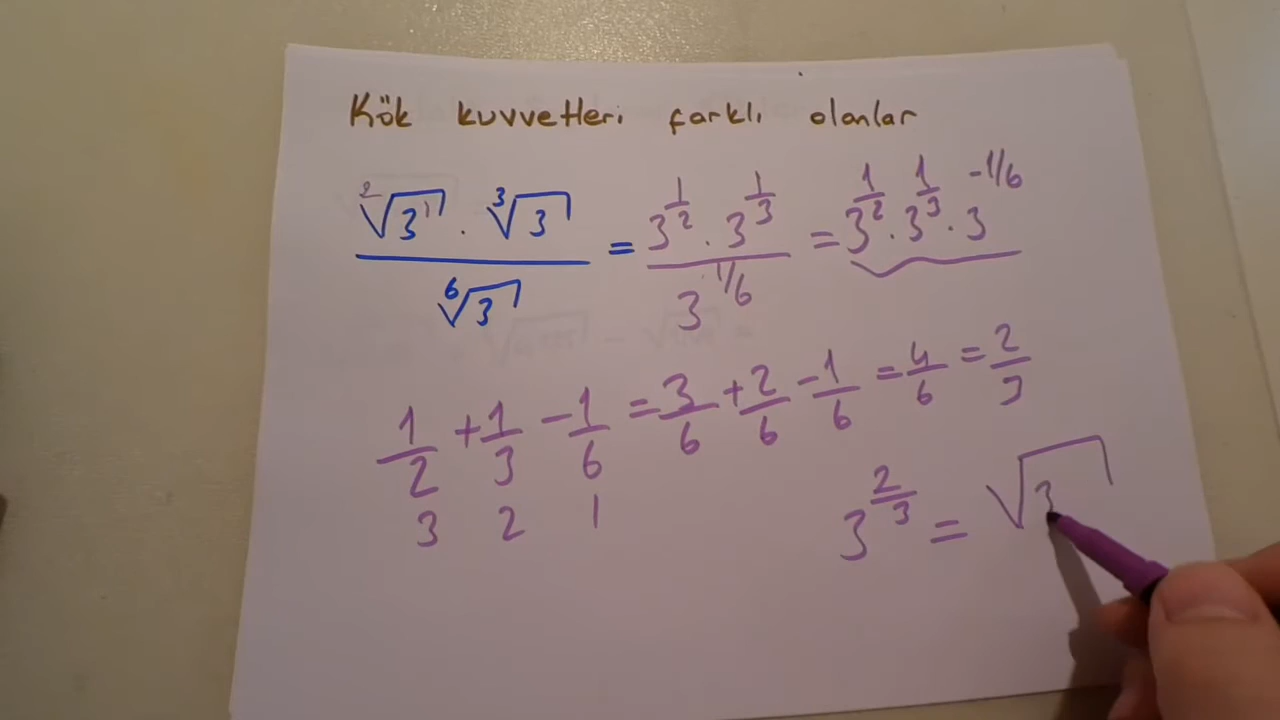 Kök kuvvetleri farklı olanlar
²√3¹ · ³√3 / ⁶√3 = 3^1/2 · 3^1/3 / 3^1/6 = 3^1/2 · 3^1/3 · 3^-1/6
1/2 + 1/3 - 1/6 = 3/6 + 2/6 - 1/6 = 4/6 = 2/3
3 2 1
3^2/3 = √3